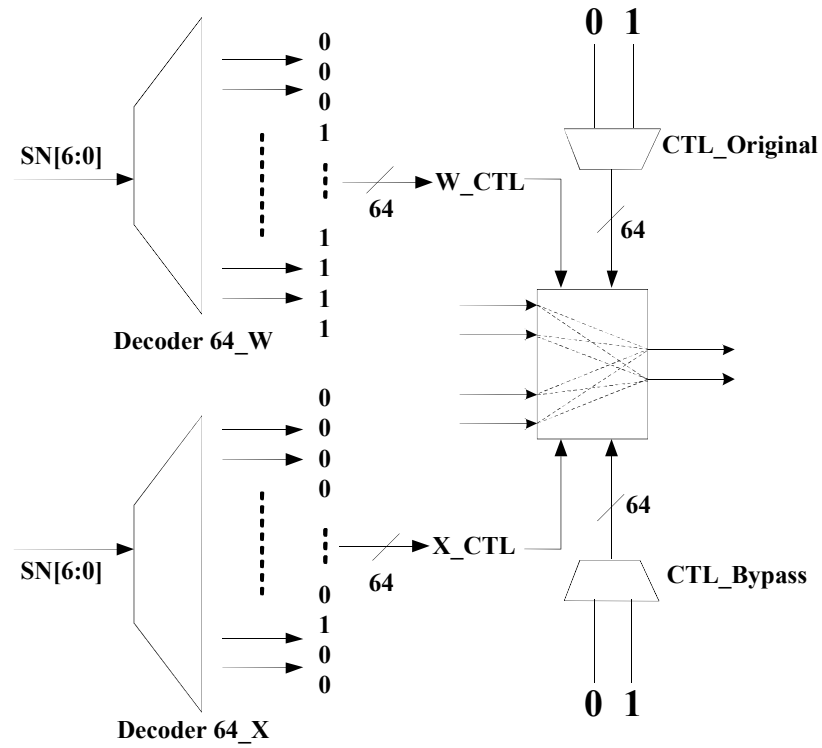 0 1
0
0
0
1
SN[6:0]
CTL_Original
W_CTL
64
64
1
1
1
1
Decoder 64_W
0
0
0
0
64
X_CTL
64
SN[6:0]
CTL_Bypass
0
1
0
0
0 1
Decoder 64_X